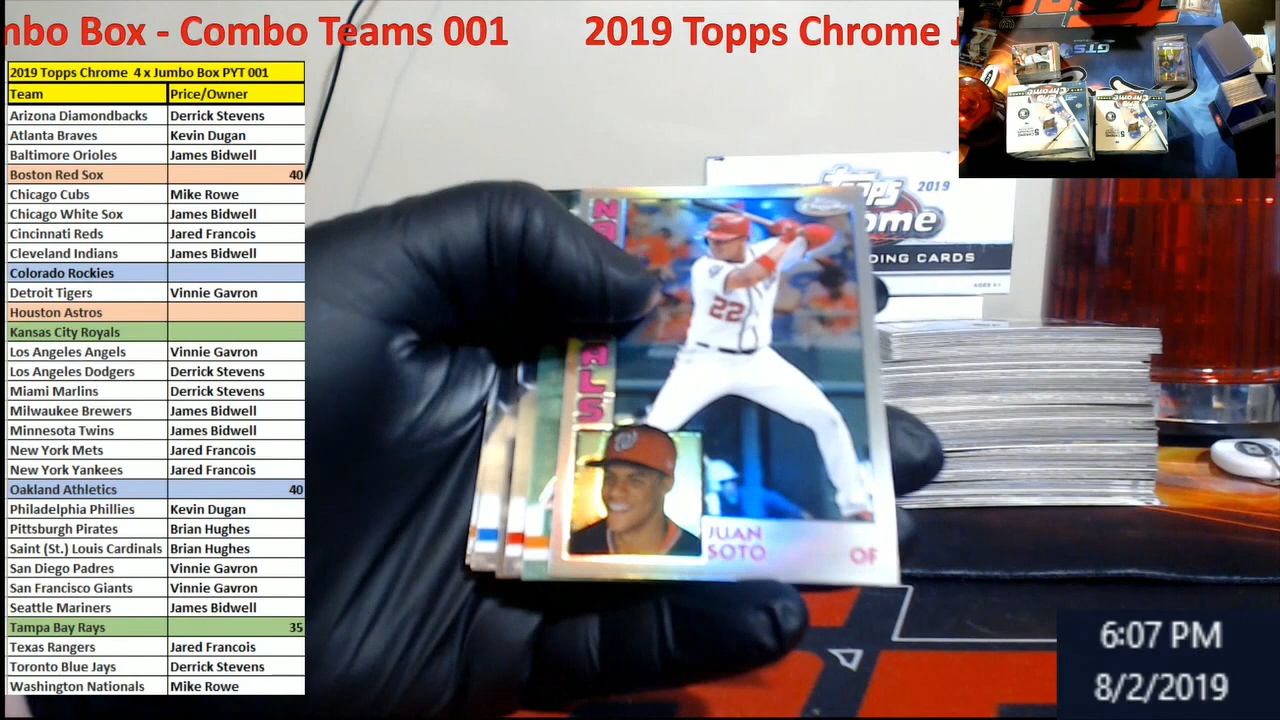 mbo Box - Combo Teams 001 2019 Topps Chrome J
2019 Topps Chrome 4 x Jumbo Box PYT 001
Team Price/Owner
Arizona Diamondbacks Derrick Stevens
Atlanta Braves Kevin Dugan
Baltimore Orioles James Bidwell
Boston Red Sox 40
Chicago Cubs Mike Rowe
Chicago White Sox James Bidwell
Cincinnati Reds Jared Francois
Cleveland Indians James Bidwell
Colorado Rockies
Detroit Tigers Vinnie Gavron
Houston Astros
Kansas City Royals
Los Angeles Angels Vinnie Gavron
Los Angeles Dodgers Derrick Stevens
Miami Marlins Derrick Stevens
Milwaukee Brewers James Bidwell
Minnesota Twins James Bidwell
New York Mets Jared Francois
New York Yankees Jared Francois
Oakland Athletics 40
Philadelphia Phillies Kevin Dugan
Pittsburgh Pirates Brian Hughes
Saint (St.) Louis Cardinals Brian Hughes
San Diego Padres Vinnie Gavron
San Francisco Giants Vinnie Gavron
Seattle Mariners James Bidwell
Tampa Bay Rays 35
Texas Rangers Jared Francois
Toronto Blue Jays Derrick Stevens
Washington Nationals Mike Rowe
Topps 2019
ome
DING CARDS
22
JUAN
SOTO OF
GTS
6:07 PM
8/2/2019